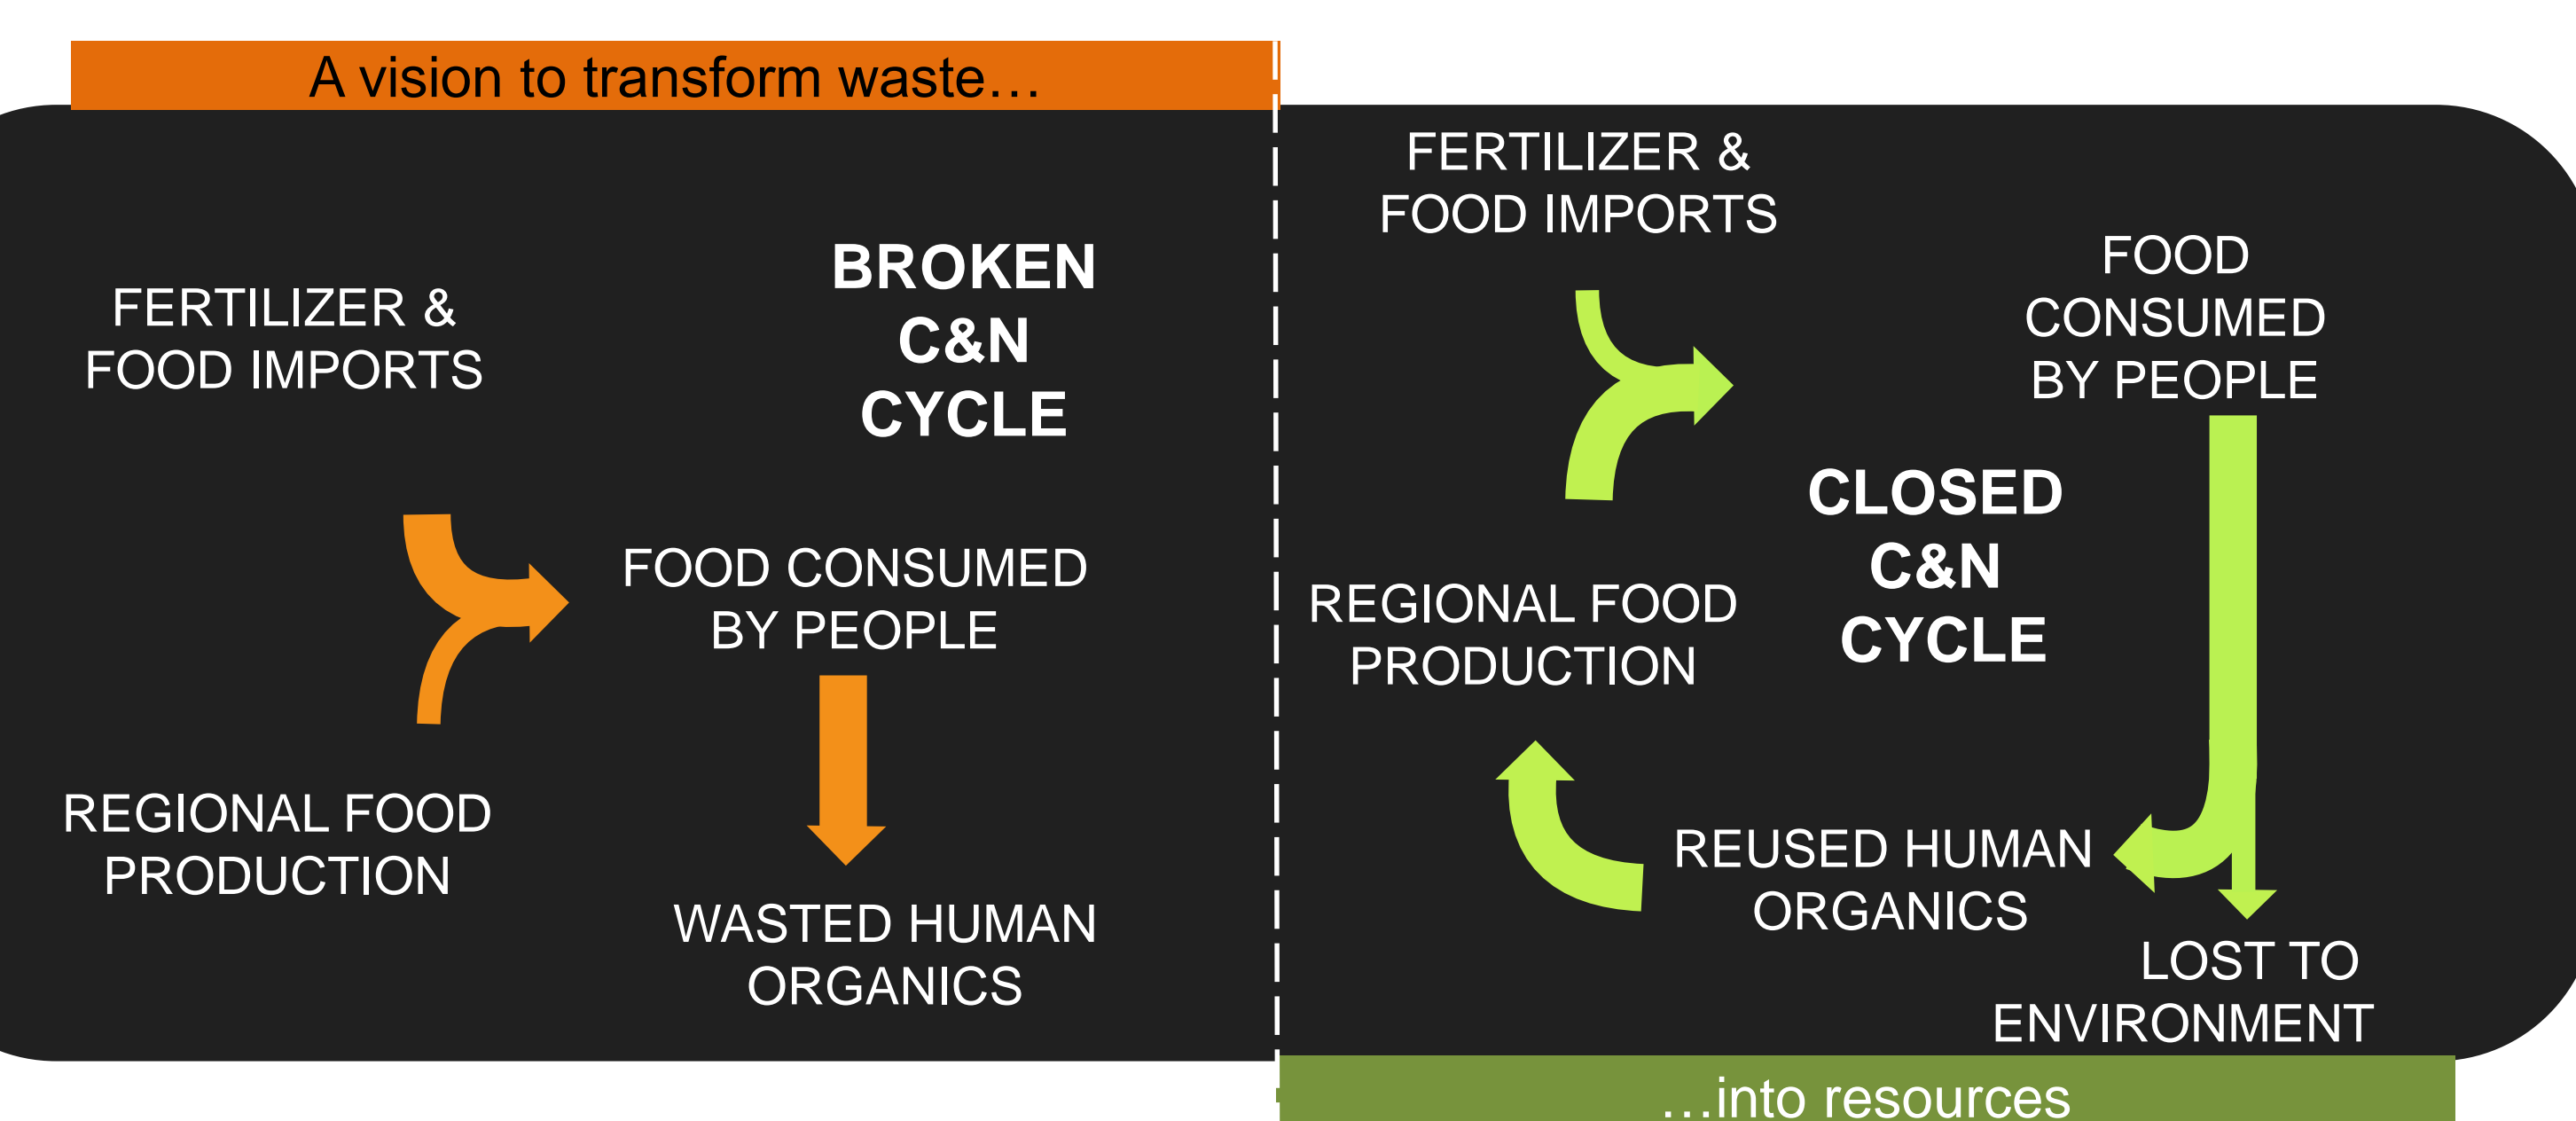 A vision to transform waste…
FERTILIZER &
FOOD IMPORTS
BROKEN
C&N
CYCLE
FOOD CONSUMED
BY PEOPLE
REGIONAL FOOD
PRODUCTION
WASTED HUMAN
ORGANICS
FERTILIZER &
FOOD IMPORTS
FOOD
CONSUMED
BY PEOPLE
CLOSED
C&N
CYCLE
REGIONAL FOOD
PRODUCTION
REUSED HUMAN
ORGANICS
LOST TO
ENVIRONMENT
…into resources